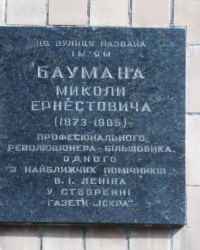 ЦЯ ВУЛИЦЯ НАЗВАНА
ІМ'ЯМ
БАУМАНА
МИКОЛИ
ЕРНЕСТОВИЧА
(1873-1905)
ПРОФЕСІОНАЛЬНОГО
РЕВОЛЮЦІОНЕРА-БІЛЬШОВИКА,
ОДНОГО
З НАЙБЛИЖЧИХ ПОМІЧНИКІВ
В. І. ЛЕНІНА
У СТВОРЕННІ
ГАЗЕТИ „ІСКРА"